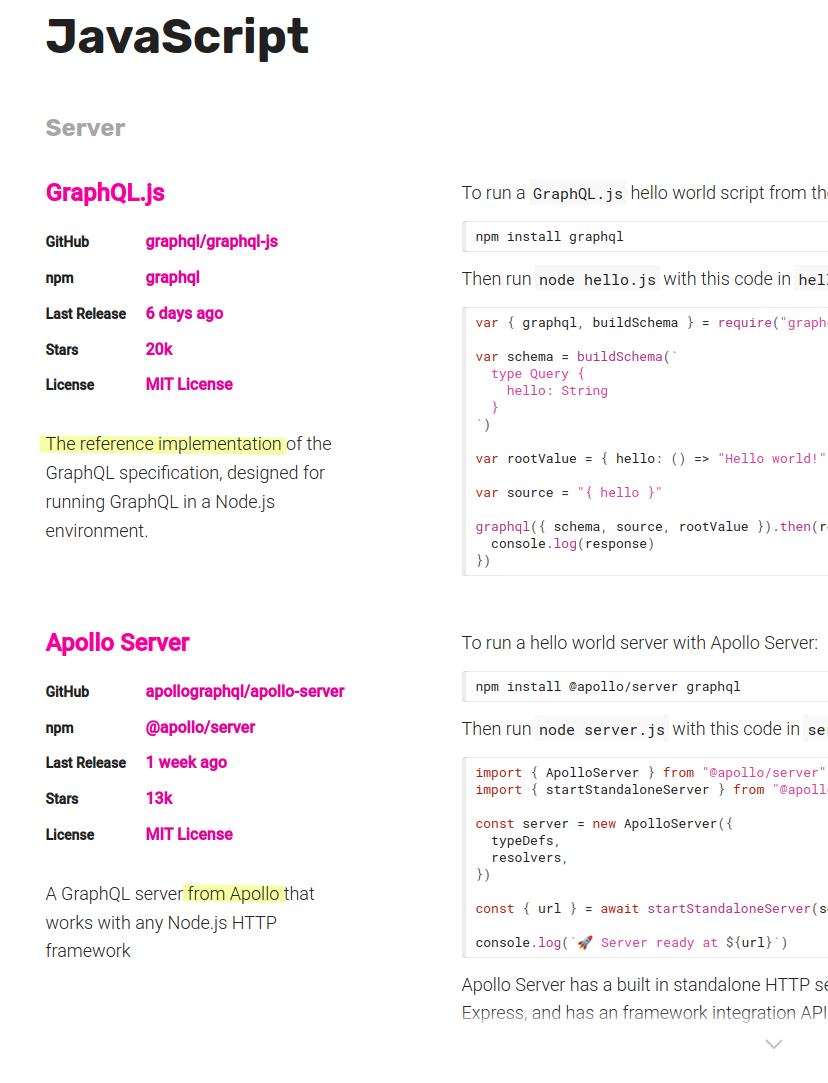 JavaScript
Server
GraphQL.js
GitHub graphql/graphql-js
npm graphql
Last Release 6 days ago
Stars 20k
License MIT License
The reference implementation of the
GraphQL specification, designed for
running GraphQL in a Node.js
environment.
To run a GraphQL.js hello world script from the
npm install graphql
Then run node hello.js with this code in
var { graphql, buildSchema } = require("graph
var schema = buildSchema(`
type Query {
hello: String
}
`)
var rootValue = { hello: () => "Hello world!"
var source = "{ hello }"
graphql({ schema, source, rootValue }).then(
console.log(response)
})
Apollo Server
GitHub apollographql/apollo-server
npm @apollo/server
Last Release 1 week ago
Stars 13k
License MIT License
A GraphQL server from Apollo that
works with any Node.js HTTP
framework
To run a hello world server with Apollo Server:
npm install @apollo/server graphql
Then run node server.js with this code in
import { ApolloServer } from "@apollo/server"
import { startStandaloneServer } from "@apoll
const server = new ApolloServer({
typeDefs,
resolvers,
})
const { url } = await startStandaloneServer(
console.log(`🚀 Server ready at ${url}`)
Apollo Server has a built in standalone HTTP
Express, and has an framework integration API